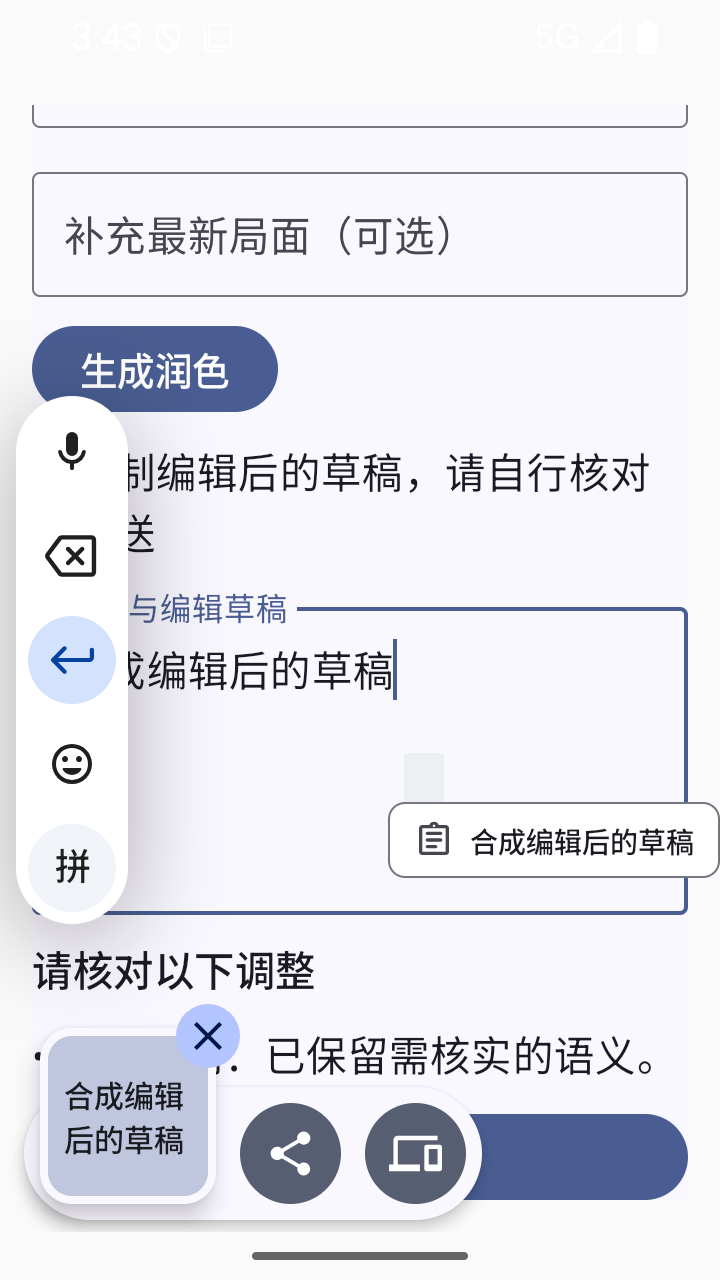 3:43 5G
补充最新局面（可选）
生成润色
制编辑后的草稿，请自行核对
送
与编辑草稿
成编辑后的草稿
拼
合成编辑后的草稿
请核对以下调整
已保留需核实的语义。
合成编辑
后的草稿